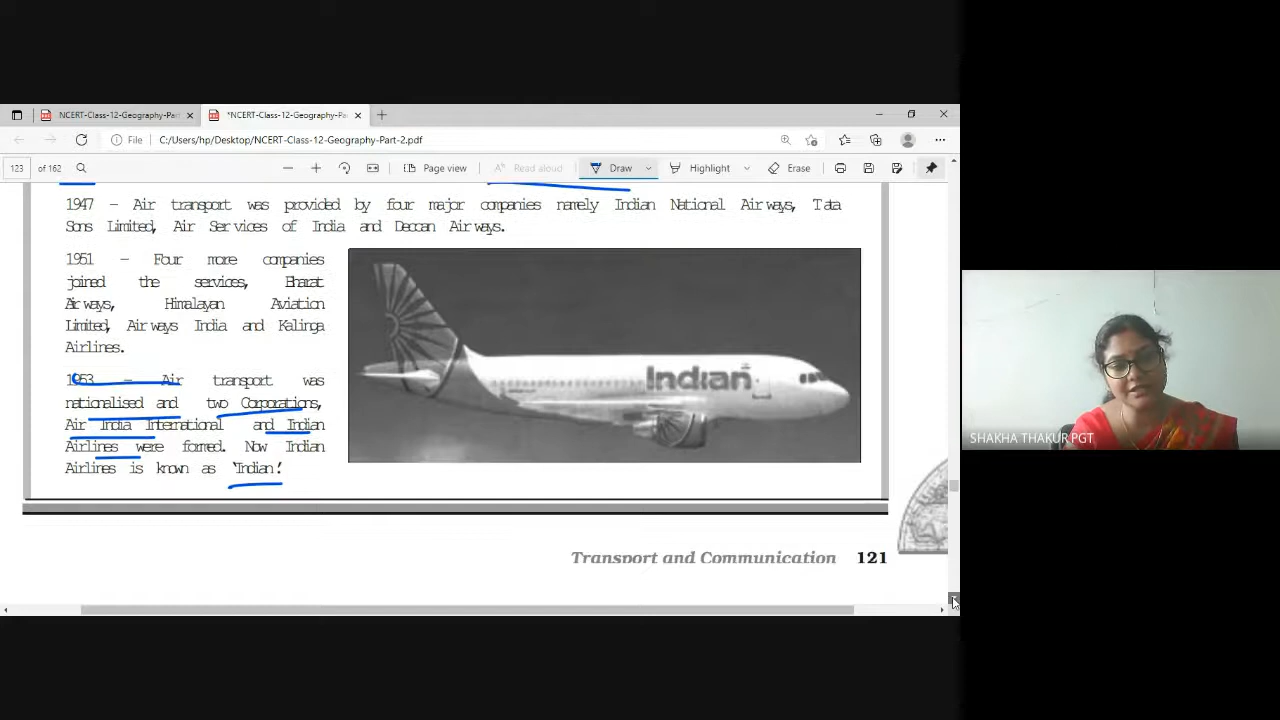 NCERT-Class-12-Geography-Par
*NCERT-Class-12-Geography-Pa
File C:/Users/hp/Desktop/NCERT-Class-12-Geography-Part-2.pdf
123 of 162 Page view Read aloud Draw Highlight Erase
1947 – Air transport was provided by four major companies namely Indian National Airways, Tata
Sons Limited, Air Services of India and Deccan Airways.
1951 – Four more companies
joined the services, Bharat
Airways, Himalayan Aviation
Limited, Airways India and Kalinga
Airlines.
1953 – Air transport was
nationalised and two Corporations,
Air India International and Indian
Airlines were formed. Now Indian
Airlines is known as 'Indian'.
Indian
Transport and Communication 121
SHAKHA THAKUR PGT